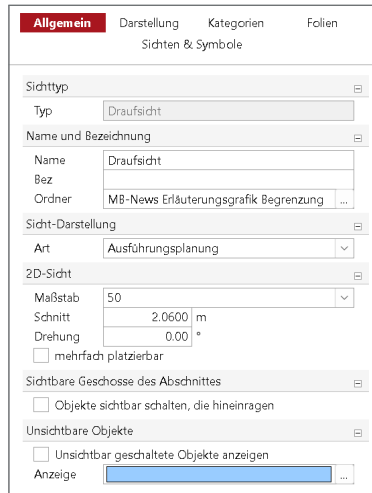 Allgemein Darstellung Kategorien Folien
Sichten & Symbole
Sichttyp
Typ Draufsicht
Name und Bezeichnung
Name Draufsicht
Bez
Ordner MB-News Erläuterungsgrafik Begrenzung ...
Sicht-Darstellung
Art Ausführungsplanung
2D-Sicht
Maßstab 50
Schnitt 2.0600 m
Drehung 0.00 °
mehrfach platzierbar
Sichtbare Geschosse des Abschnittes
Objekte sichtbar schalten, die hineinragen
Unsichtbare Objekte
Unsichtbar geschaltete Objekte anzeigen
Anzeige ...